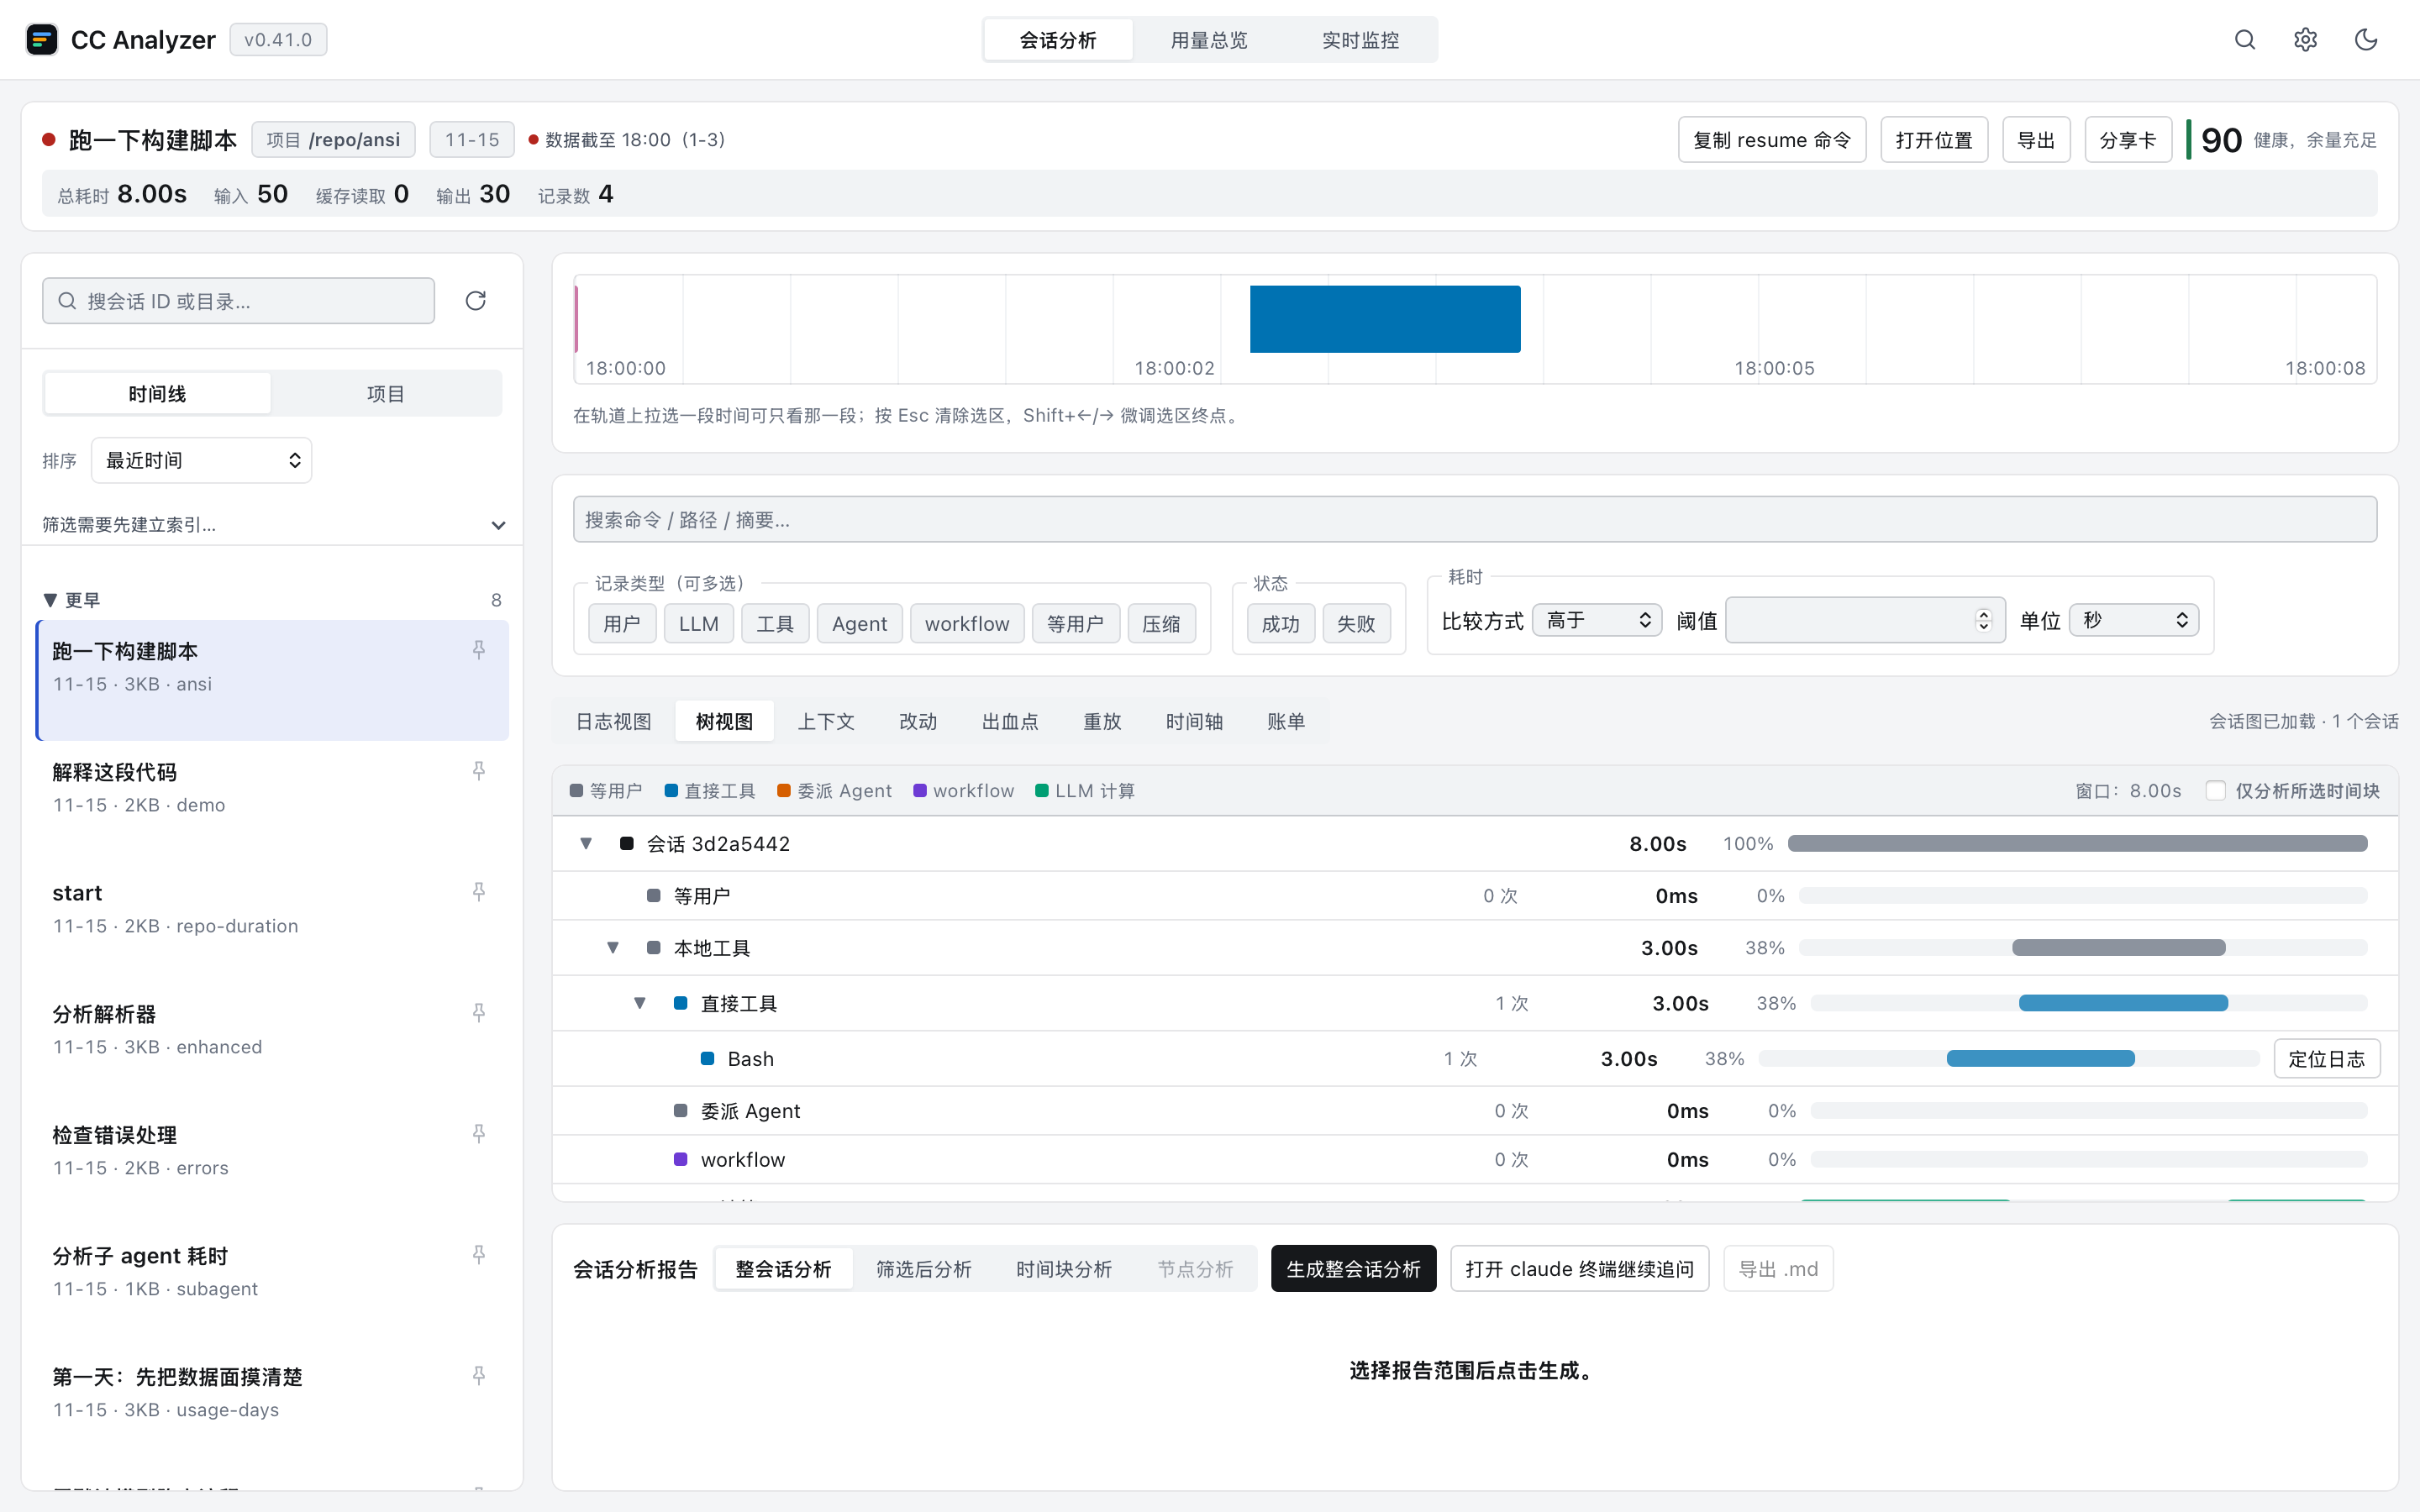 CC Analyzer v0.41.0 会话分析 用量总览 实时监控
跑一下构建脚本 项目 /repo/ansi 11-15 数据截至 18:00（1-3） 复制 resume 命令 打开位置 导出 分享卡 90 健康，余量充足
总耗时 8.00s 输入 50 缓存读取 0 输出 30 记录数 4
搜会话 ID 或目录...
时间线 项目
排序 最近时间
筛选需要先建立索引...
▼ 更早 8
跑一下构建脚本
11-15 · 3KB · ansi
解释这段代码
11-15 · 2KB · demo
start
11-15 · 2KB · repo-duration
分析解析器
11-15 · 3KB · enhanced
检查错误处理
11-15 · 2KB · errors
分析子 agent 耗时
11-15 · 1KB · subagent
第一天：先把数据面摸清楚
11-15 · 3KB · usage-days
18:00:00 18:00:02 18:00:05 18:00:08
在轨道上拉选一段时间可只看那一段；按 Esc 清除选区，Shift+←/→ 微调选区终点。
搜索命令 / 路径 / 摘要...
记录类型（可多选） 状态 耗时
用户 LLM 工具 Agent workflow 等用户 压缩 成功 失败 比较方式 高于 阈值 单位 秒
日志视图 树视图 上下文 改动 出血点 重放 时间轴 账单 会话图已加载 · 1 个会话
等用户 直接工具 委派 Agent workflow LLM 计算 窗口：8.00s 仅分析所选时间块
▼ 会话 3d2a5442 8.00s 100%
等用户 0 次 0ms 0%
▼ 本地工具 3.00s 38%
▼ 直接工具 1 次 3.00s 38%
Bash 1 次 3.00s 38% 定位日志
委派 Agent 0 次 0ms 0%
workflow 0 次 0ms 0%
会话分析报告 整会话分析 筛选后分析 时间块分析 节点分析 生成整会话分析 打开 claude 终端继续追问 导出 .md
选择报告范围后点击生成。